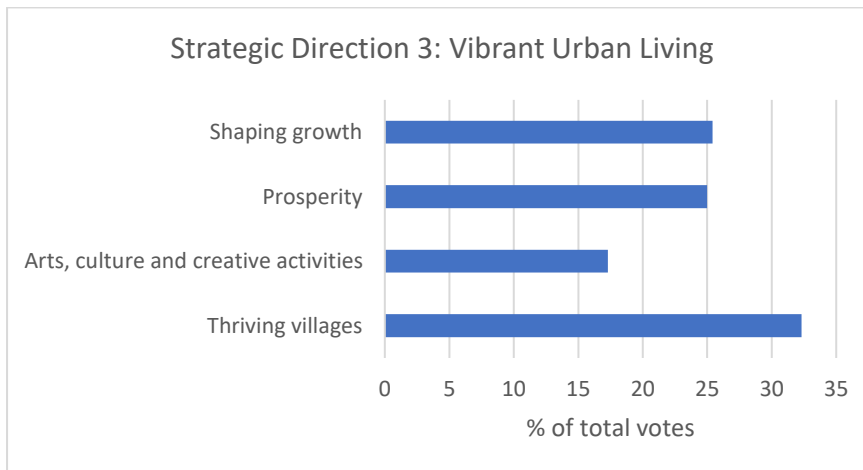 Strategic Direction 3: Vibrant Urban Living
Shaping growth
Prosperity
Arts, culture and creative activities
Thriving villages
0 5 10 15 20 25 30 35
% of total votes